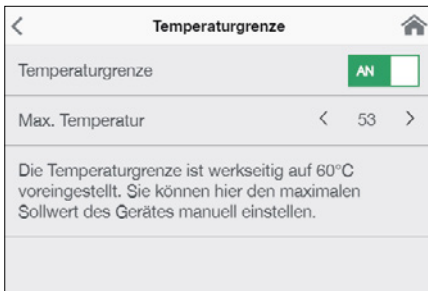 Temperaturgrenze
Temperaturgrenze AN
Max. Temperatur < 53 >
Die Temperaturgrenze ist werkseitig auf 60°C
voreingestellt. Sie können hier den maximalen
Sollwert des Gerätes manuell einstellen.